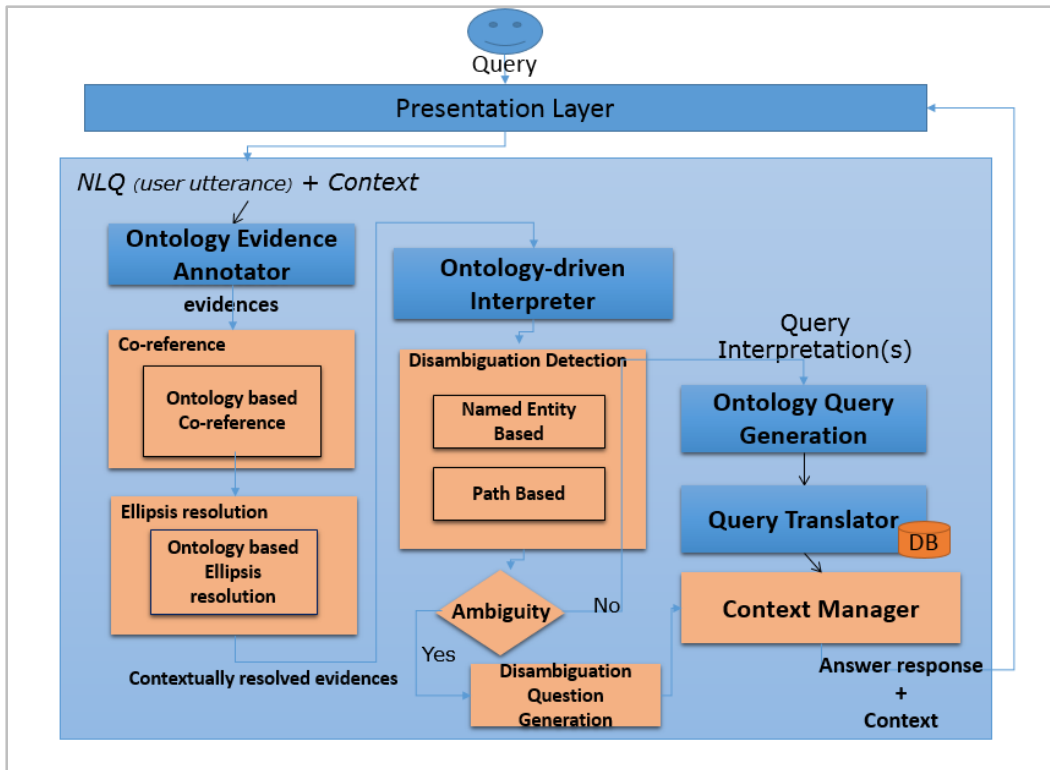 Query
Presentation Layer
NLQ (user utterance) + Context
Ontology Evidence
Annotator
evidences
Co-reference
Ontology based
Co-reference
Ellipsis resolution
Ontology based
Ellipsis
resolution
Contextually resolved evidences
Ontology-driven
Interpreter
Disambiguation Detection
Named Entity
Based
Path Based
Ambiguity
No
Yes
Disambiguation
Question
Generation
Query
Interpretation(s)
Ontology Query
Generation
Query Translator
DB
Context Manager
Answer response
+
Context